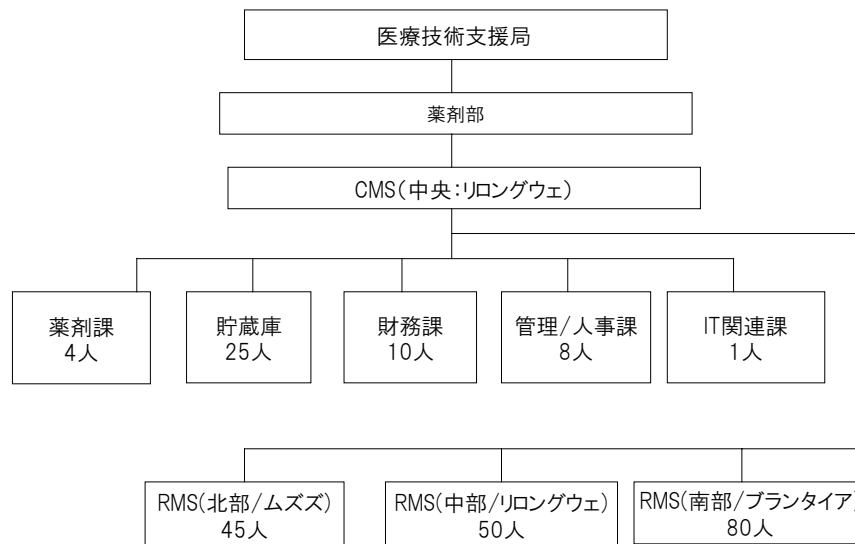 医療技術支援局
薬剤部
CMS(中央:リロングウェ)
薬剤課
4人
貯蔵庫
25人
財務課
10人
管理/人事課
8人
IT関連課
1人
RMS(北部/ムズズ)
45人
RMS(中部/リロングウェ)
50人
RMS(南部/ブランタイア)
80人